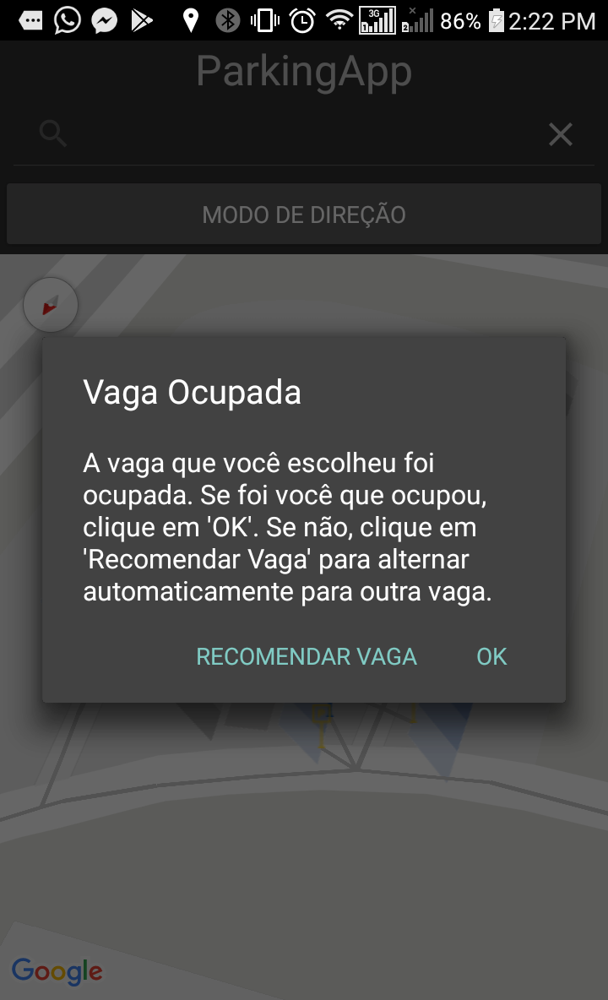 3G 1 2 86% 2:22 PM
ParkingApp
MODO DE DIREÇÃO
Vaga Ocupada
A vaga que você escolheu foi
ocupada. Se foi você que ocupou,
clique em 'OK'. Se não, clique em
'Recomendar Vaga' para alternar
automaticamente para outra vaga.
RECOMENDAR VAGA OK
Google